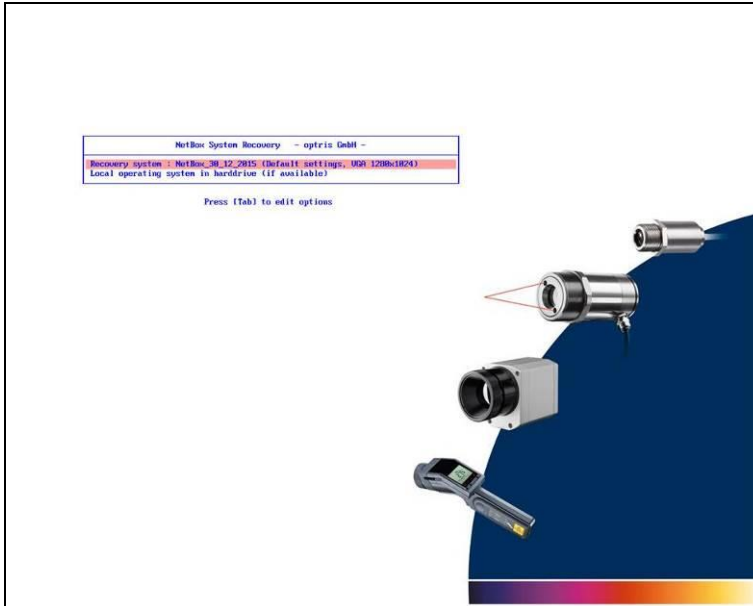 NetBox System Recovery - optris GmbH -
Recovery system : NetBox_30_12_2015 (Default settings, VGA 1280x1024)
Local operating system in harddrive (if available)
Press [Tab] to edit options